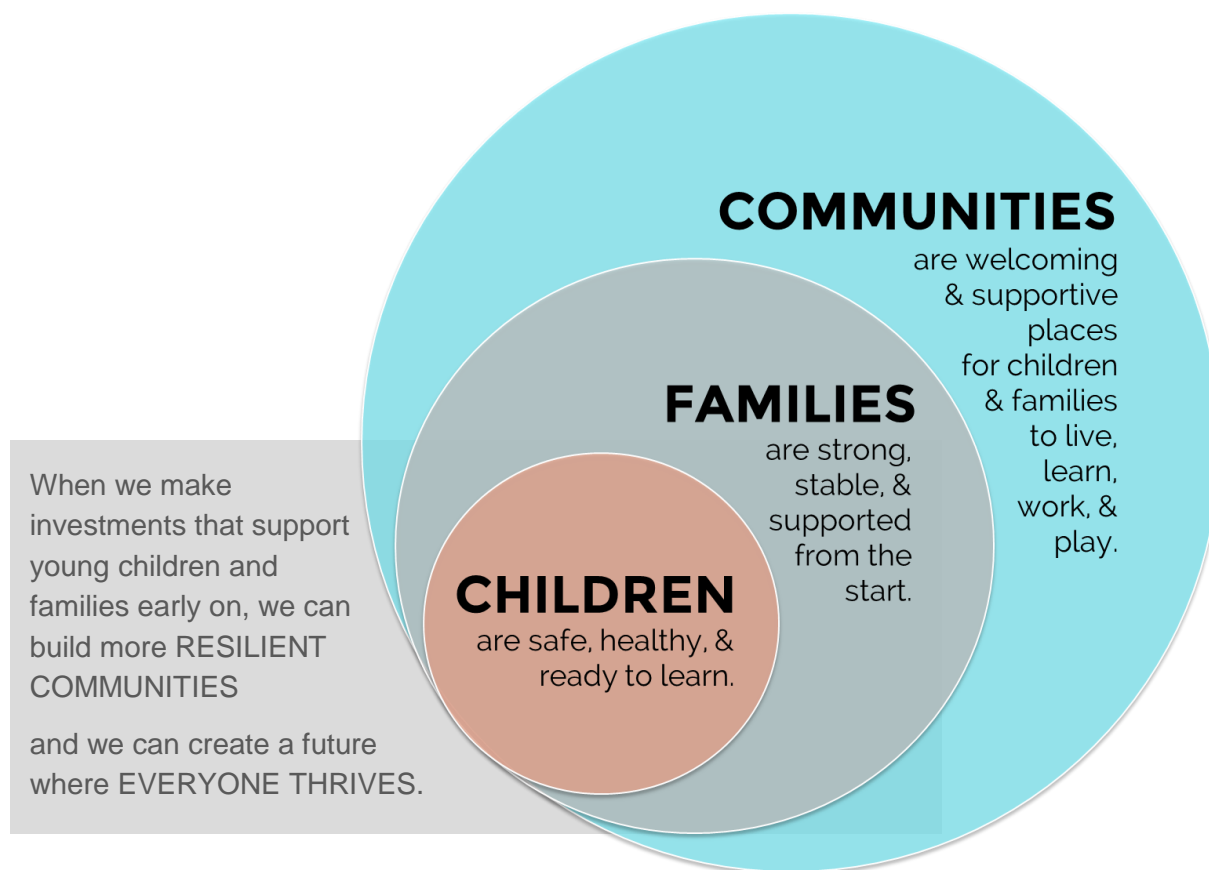 COMMUNITIES
are welcoming
& supportive
places
for children
& families
to live,
learn,
work, &
play.
FAMILIES
are strong,
stable, &
supported
from the
start.
CHILDREN
are safe, healthy, &
ready to learn.
When we make
investments that support
young children and
families early on, we can
build more RESILIENT
COMMUNITIES
and we can create a future
where EVERYONE THRIVES.